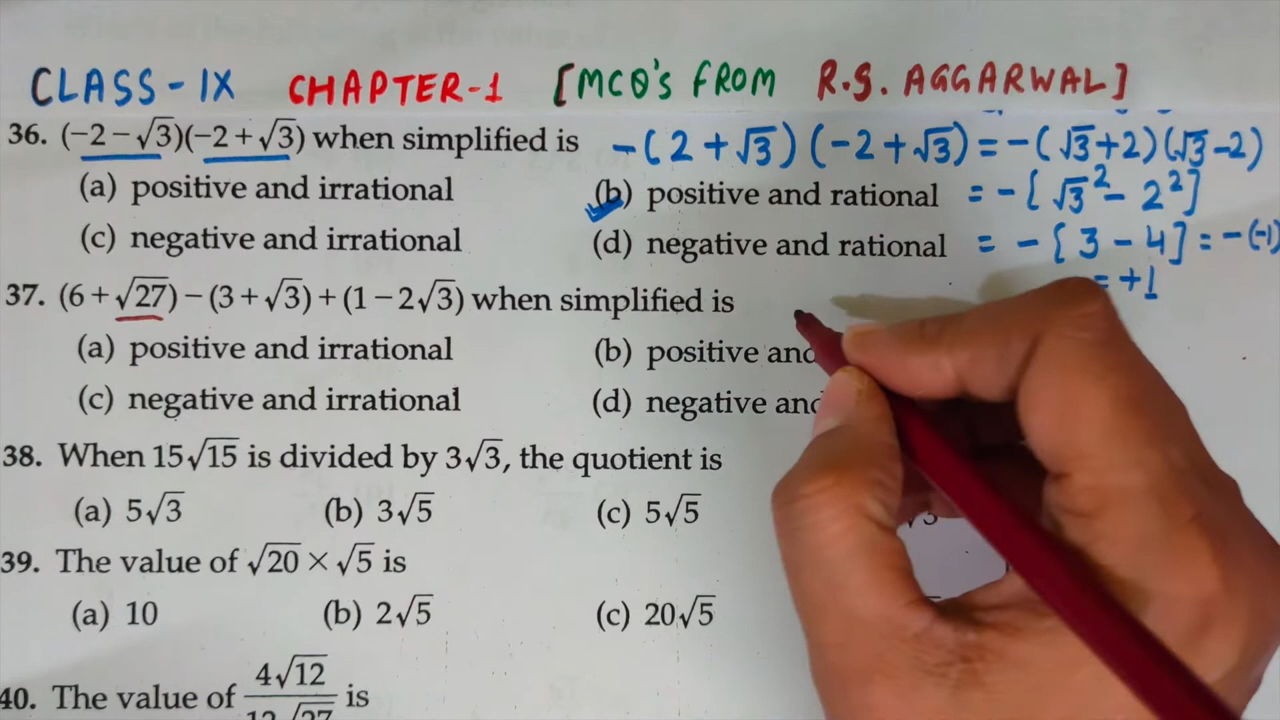 CLASS-IX CHAPTER-1 [MCQ'S FROM R.S. AGGARWAL]
36. (−2−√3)(−2+√3) when simplified is −(2+√3)(−2+√3)=−(√3+2)(√3−2)
(a) positive and irrational (b) positive and rational = −[√3² − 2²]
(c) negative and irrational (d) negative and rational = −[3−4] = −(−1)
= +1
37. (6+√27)−(3+√3)+(1−2√3) when simplified is
(a) positive and irrational (b) positive and
(c) negative and irrational (d) negative and
38. When 15√15 is divided by 3√3, the quotient is
(a) 5√3 (b) 3√5 (c) 5√5
39. The value of √20 × √5 is
(a) 10 (b) 2√5 (c) 20√5
40. The value of 4√12 / 12√27 is